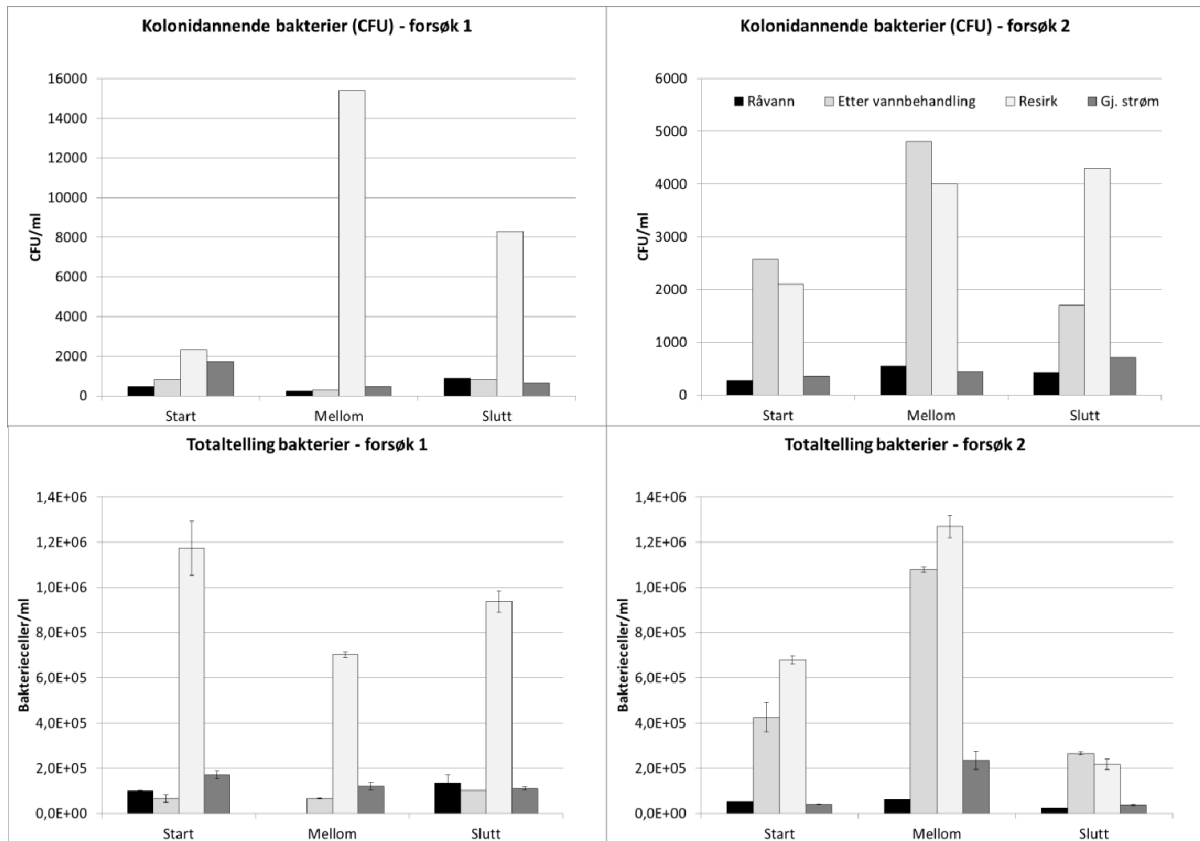 Kolonidannende bakterier (CFU) - forsøk 1
CFU/ml
16000
14000
12000
10000
8000
6000
4000
2000
0
Start Mellom Slutt
Kolonidannende bakterier (CFU) - forsøk 2
Råvann Etter vannbehandling Resirk Gj. strøm
CFU/ml
6000
5000
4000
3000
2000
1000
0
Start Mellom Slutt
Totaltelling bakterier - forsøk 1
Bakterieceller/ml
1,4E+06
1,2E+06
1,0E+06
8,0E+05
6,0E+05
4,0E+05
2,0E+05
0,0E+00
Start Mellom Slutt
Totaltelling bakterier - forsøk 2
Bakterieceller/ml
1,4E+06
1,2E+06
1,0E+06
8,0E+05
6,0E+05
4,0E+05
2,0E+05
0,0E+00
Start Mellom Slutt